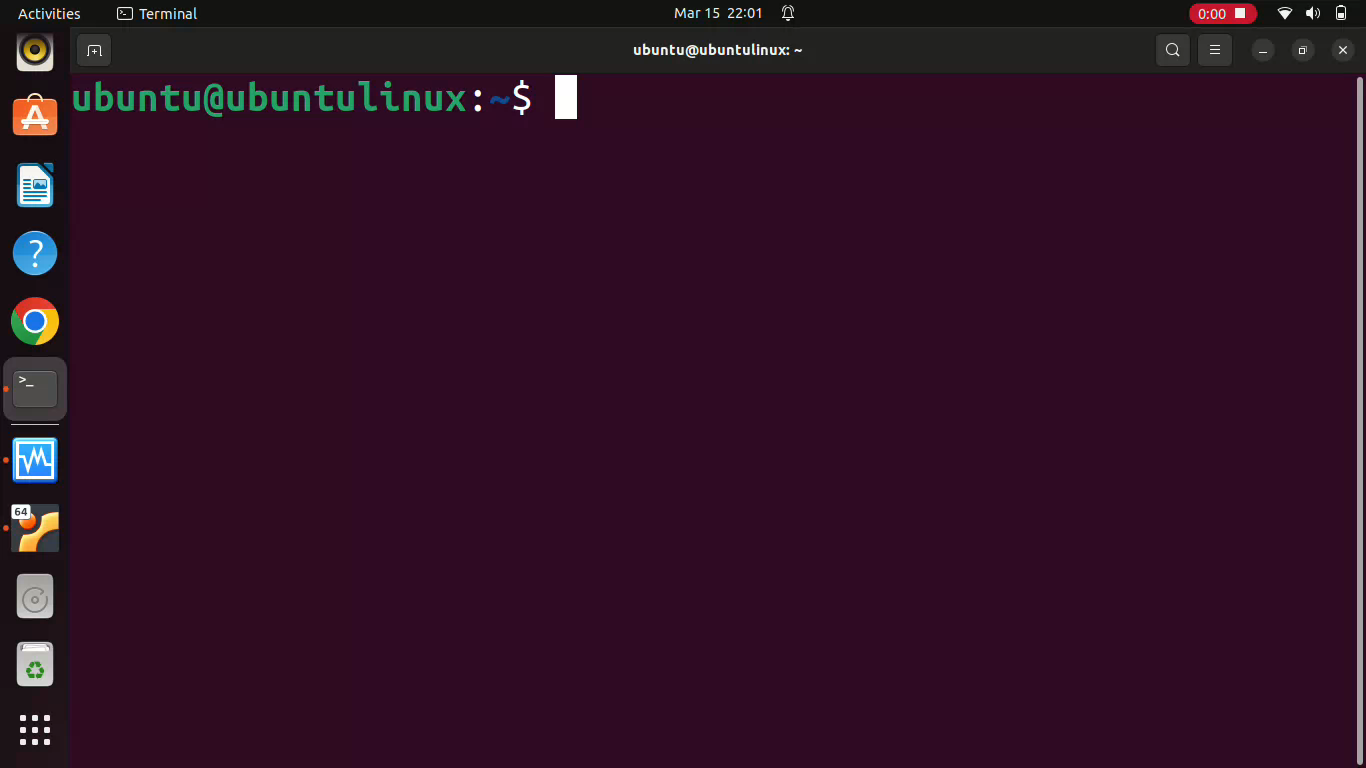 Activities
Terminal
Mar 15 22:01
0:00
ubuntu@ubuntulinux: ~
ubuntu@ubuntulinux:~$
>_
64